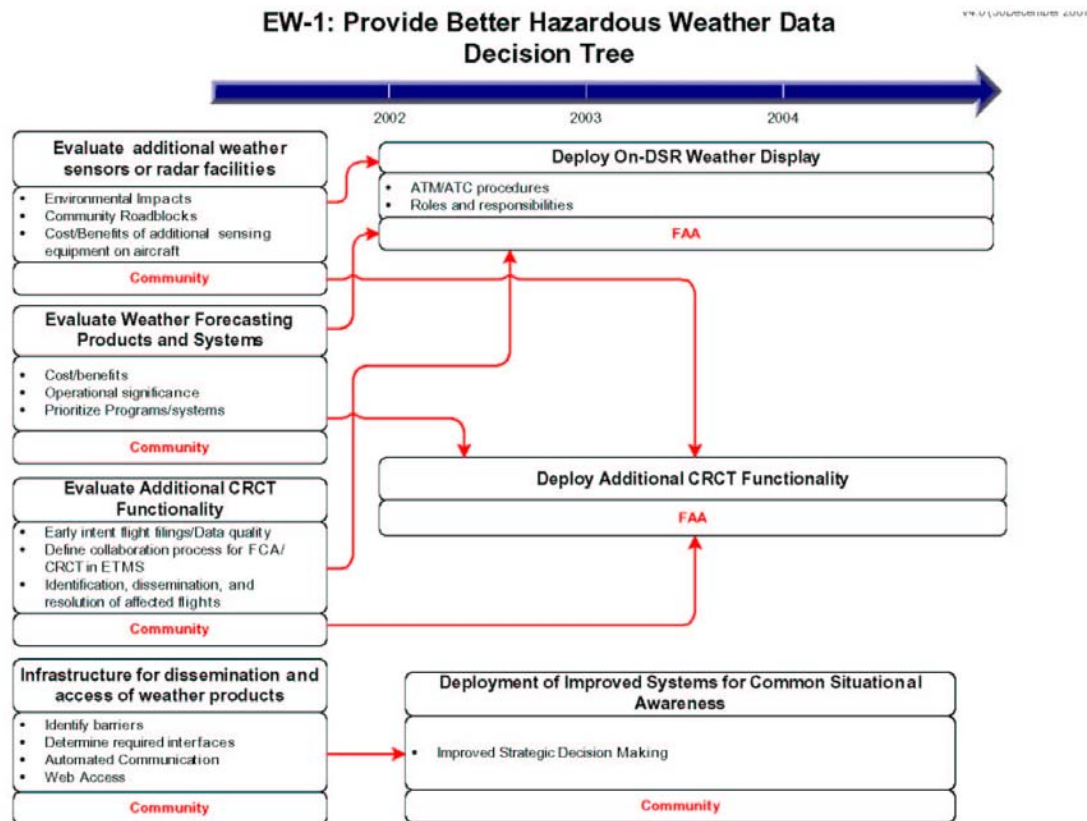 EW-1: Provide Better Hazardous Weather Data
Decision Tree
2002
2003
2004
Evaluate additional weather
sensors or radar facilities
• Environmental Impacts
• Community Roadblocks
• Cost/Benefits of additional sensing
equipment on aircraft
Community
Deploy On-DSR Weather Display
• ATM/ATC procedures
• Roles and responsibilities
FAA
Evaluate Weather Forecasting
Products and Systems
• Cost/benefits
• Operational significance
• Prioritize Programs/systems
Community
Deploy Additional CRCT Functionality
FAA
Evaluate Additional CRCT
Functionality
• Early intent flight filings/Data quality
• Define collaboration process for FCA/
CRCT in ETMS
• Identification, dissemination, and
resolution of affected flights
Community
Infrastructure for dissemination and
access of weather products
• Identify barriers
• Determine required interfaces
• Automated Communication
• Web Access
Community
Deployment of Improved Systems for Common Situational
Awareness
• Improved Strategic Decision Making
Community